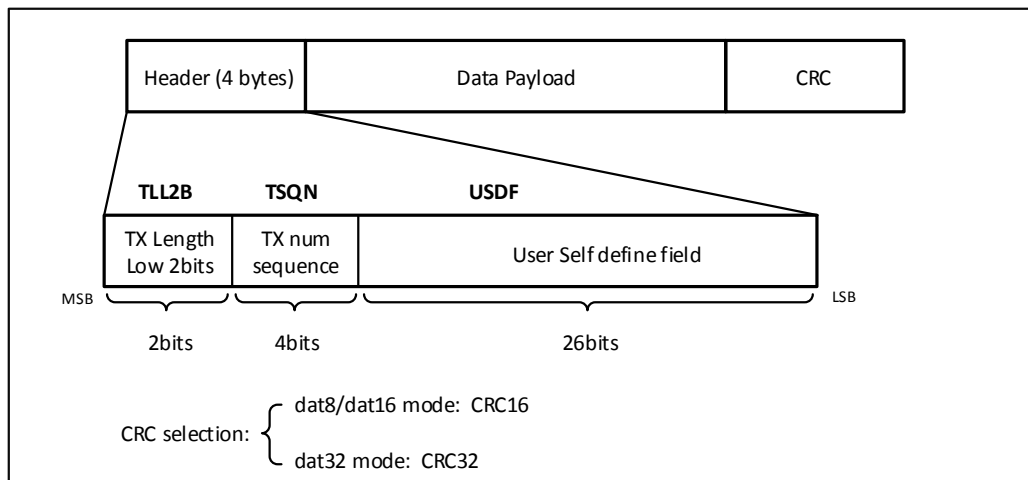 Header (4 bytes) Data Payload CRC
TLL2B TSQN USDF
TX Length
Low 2bits
TX num
sequence
User Self define field
MSB LSB
2bits 4bits 26bits
dat8/dat16 mode: CRC16
CRC selection:
dat32 mode: CRC32